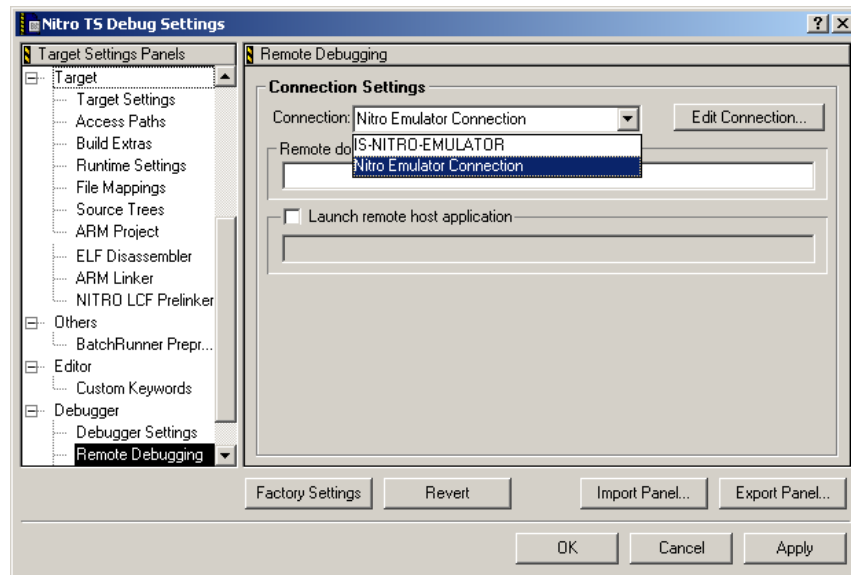 Nitro TS Debug Settings
Target Settings Panels
Target
Target Settings
Access Paths
Build Extras
Runtime Settings
File Mappings
Source Trees
ARM Project
ELF Disassembler
ARM Linker
NITRO LCF Prelinker
Others
BatchRunner Prepr...
Editor
Custom Keywords
Debugger
Debugger Settings
Remote Debugging
Remote Debugging
Connection Settings
Connection: Nitro Emulator Connection Edit Connection...
Remote do
IS-NITRO-EMULATOR
Nitro Emulator Connection
Launch remote host application
Factory Settings Revert Import Panel... Export Panel...
OK Cancel Apply